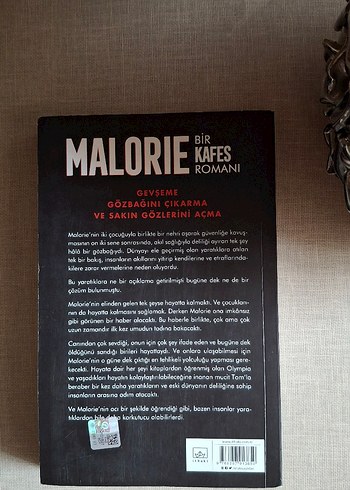 MALORIE
BİR
KAFES
ROMANI
GEVŞEME
GÖZBAĞINI ÇIKARMA
VE SAKIN GÖZLERİNİ AÇMA
Malorie'nin iki çocuğuyla birlikte bir nehri aşarak güvenliğe kavuş-
masının on iki sene sonrasında, akıl sağlığıyla deliliği ayıran tek şey
hâlâ bir gözbağıydı. Dünyayı ele geçirmiş olan yaratıklara atılan
tek bir bakış, insanların akıllarını yitirip kendilerine ve etraflarında-
kilere zarar vermelerine neden oluyordu.
Bu yaratıklara ne bir açıklama getirilmişti bugüne dek ne de bir
çözüm bulunmuştu.
Malorie'nin elinden gelen tek şeyse hayatta kalmaktı. Ve çocukları-
nın da hayatta kalmasını sağlamak. Derken Malorie ona imkânsız
gibi görünen bir haber alacaktı. Bu haberle birlikte, çok ama çok
uzun zamandır ilk kez umudun tadına bakacaktı.
Canından çok sevdiği, onun için çok şey ifade eden ve bugüne dek
öldüğünü sandığı birileri hayattaydı. Ve onlara ulaşabilmesi için
Malorie'nin o güne dek çıktığı en tehlikeli yolculuğu yapması gere-
kecekti. Hayata dair her şeyi kitaplardan öğrenmiş olan Olympia
ve yaşadıkları hayatın kolaylaştırılabileceğine inanan mucit Tom'la
beraber bir kez daha yaratıkların ve eski dünyanın deliliğine sahip
insanların arasına adım atacaktı.
Ve Malorie'nin acı bir şekilde öğrendiği gibi, bazen insanlar yara-
tıklardan bile daha korkutucu olabilirlerdi.
İTHAKİ